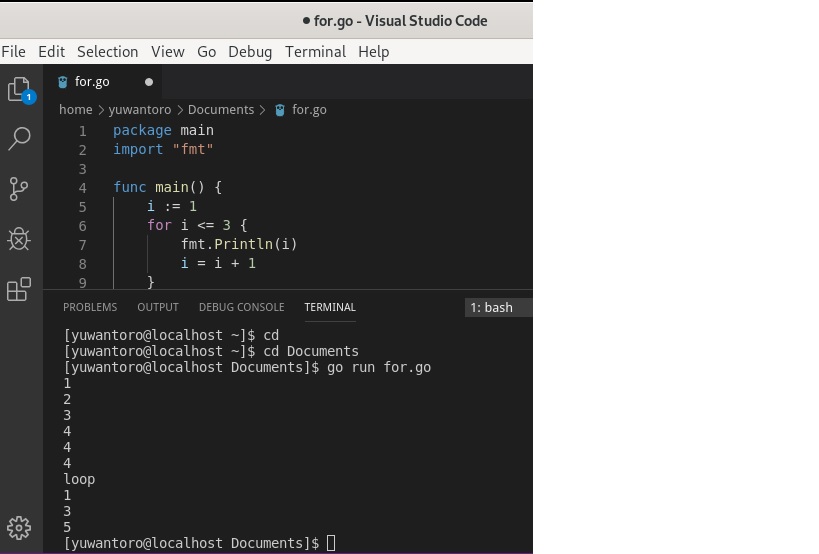 ● for.go - Visual Studio Code
File Edit Selection View Go Debug Terminal Help
1
for.go ●
home > yuwantoro > Documents > for.go
1 package main
2 import "fmt"
3
4 func main() {
5     i := 1
6     for i <= 3 {
7         fmt.Println(i)
8         i = i + 1
9     }
PROBLEMS OUTPUT DEBUG CONSOLE TERMINAL 1: bash
[yuwantoro@localhost ~]$ cd
[yuwantoro@localhost ~]$ cd Documents
[yuwantoro@localhost Documents]$ go run for.go
1
2
3
4
4
4
loop
1
3
5
[yuwantoro@localhost Documents]$